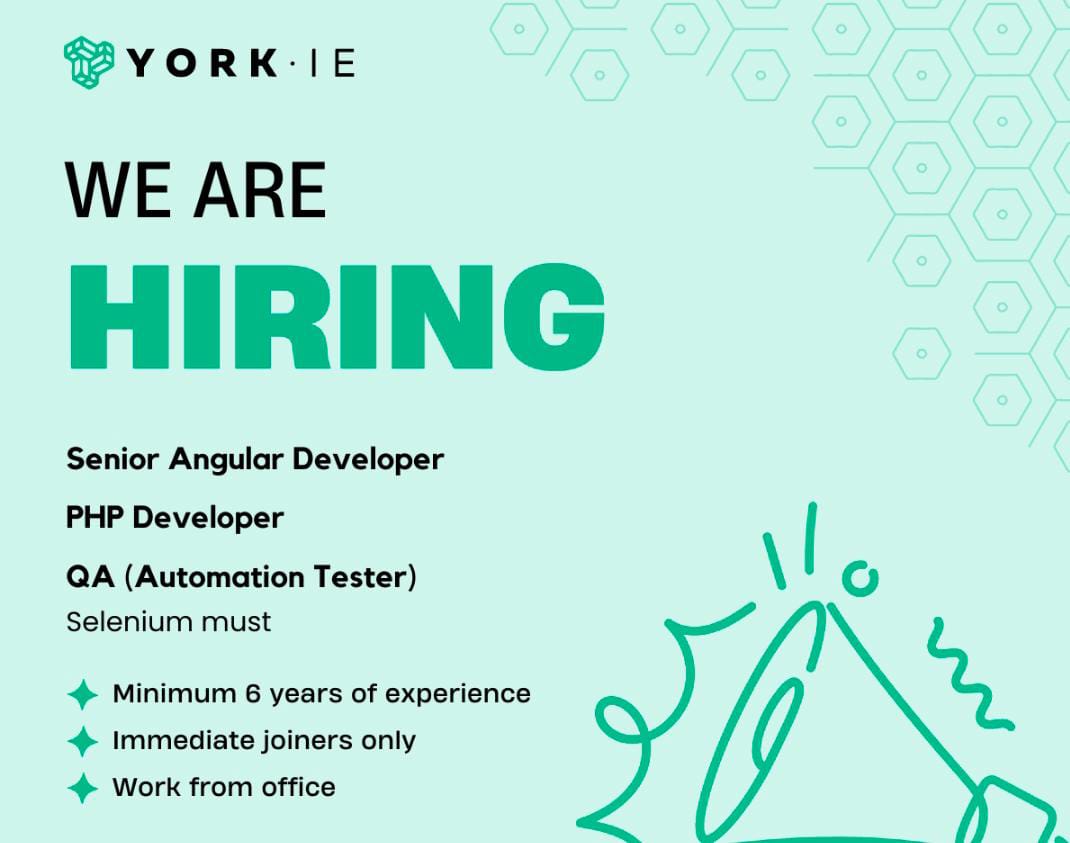 YORK·IE
WE ARE
HIRING
Senior Angular Developer
PHP Developer
QA (Automation Tester)
Selenium must
Minimum 6 years of experience
Immediate joiners only
Work from office